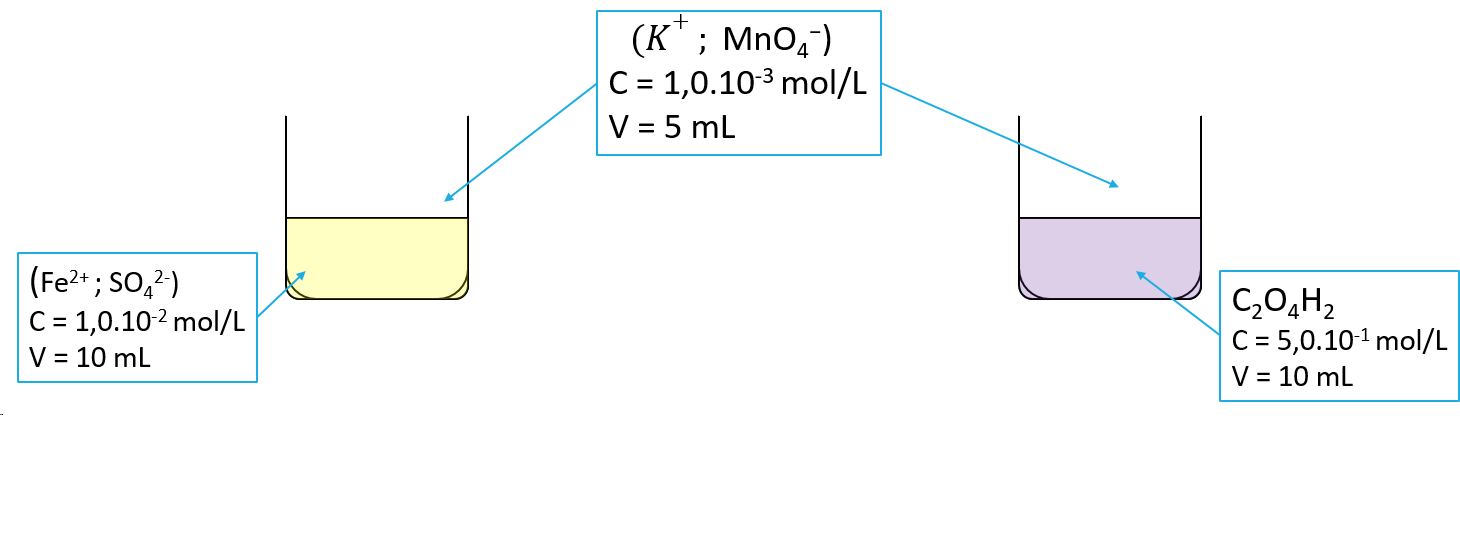 (K⁺ ; MnO₄⁻)
C = 1,0.10⁻³ mol/L
V = 5 mL
(Fe²⁺ ; SO₄²⁻)
C = 1,0.10⁻² mol/L
V = 10 mL
C₂O₄H₂
C = 5,0.10⁻¹ mol/L
V = 10 mL